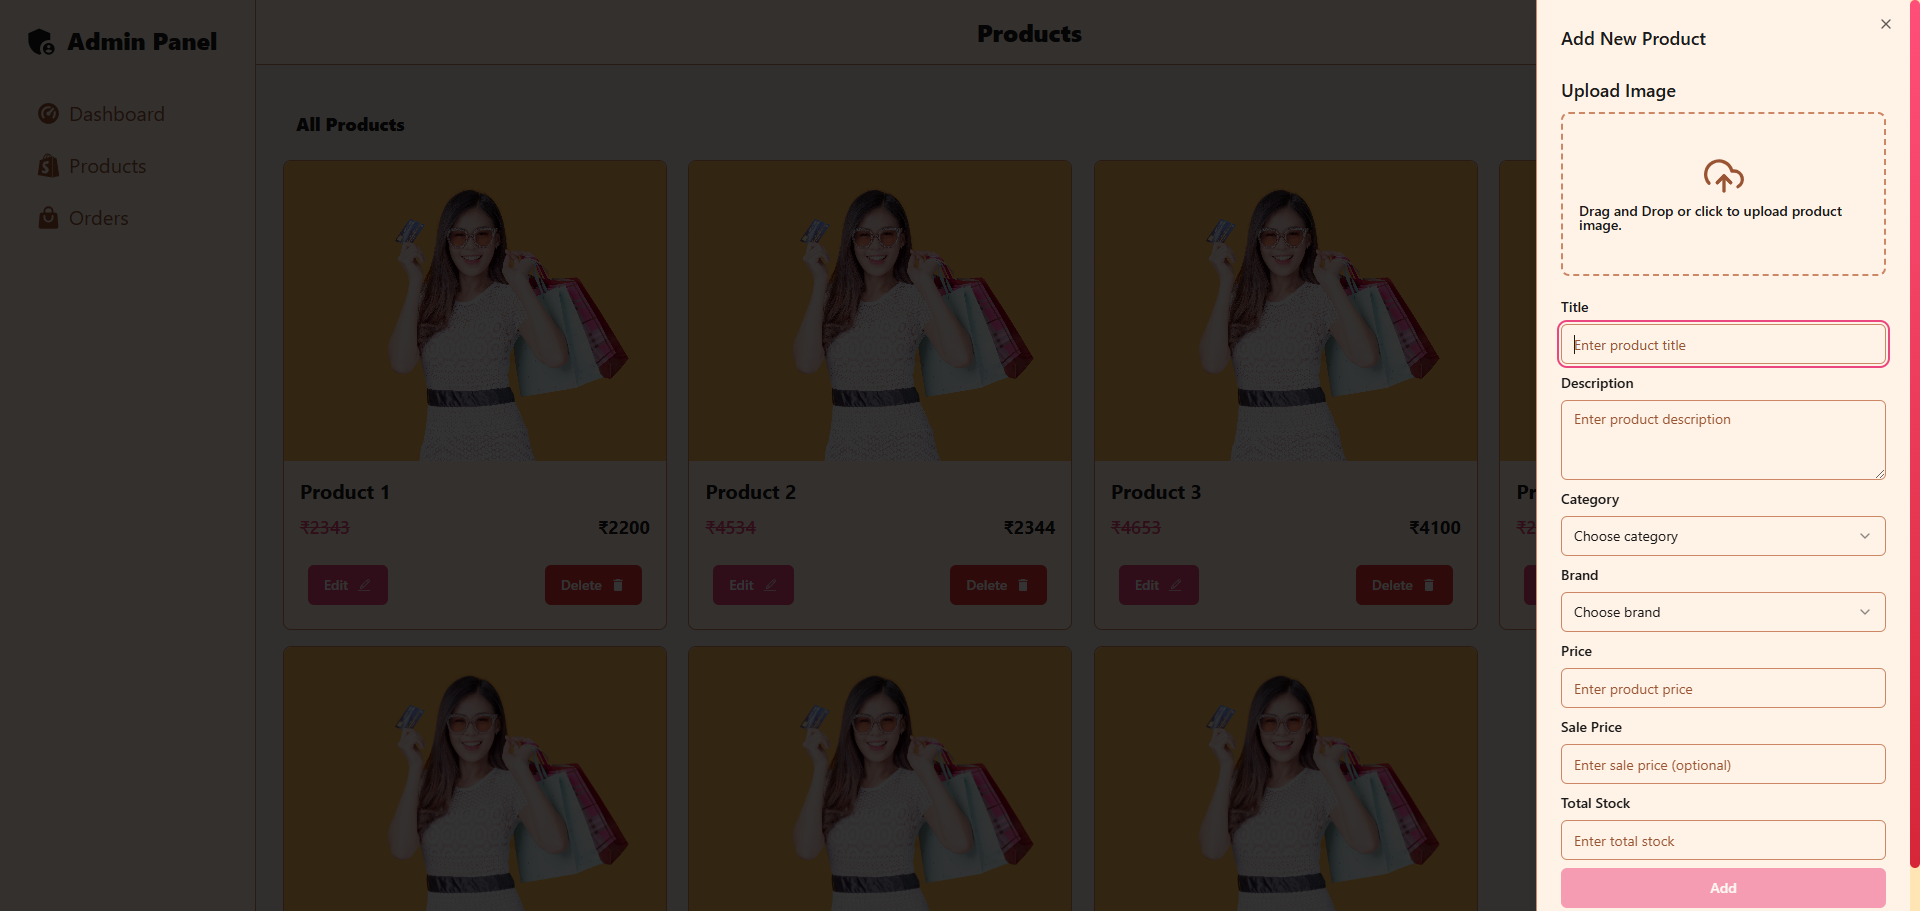 Admin Panel
Dashboard
Products
Orders
Products
All Products
Product 1
₹2343 ₹2200
Edit Delete
Product 2
₹4534 ₹2344
Edit Delete
Product 3
₹4653 ₹4100
Edit Delete
Pr
₹2
Add New Product
Upload Image
Drag and Drop or click to upload product
image.
Title
Enter product title
Description
Enter product description
Category
Choose category
Brand
Choose brand
Price
Enter product price
Sale Price
Enter sale price (optional)
Total Stock
Enter total stock
Add